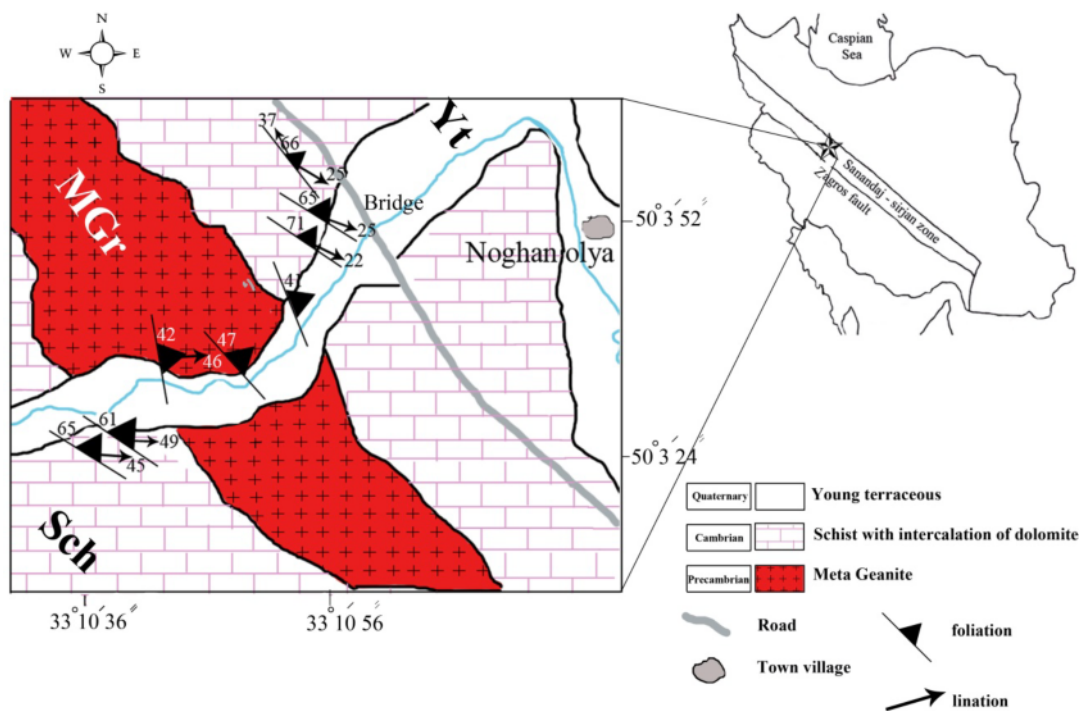 N
W E
S
Caspian
Sea
Sanandaj - sirjan zone
Zagros fault
Yt
MGr
37
66
25
65
Bridge
25
71
22
Noghan olya
41
42
47
46
61
65
49
45
Sch
50° 3 52
50° 3 24
33° 10 36
33° 10 56
Quaternary Young terraceous
Cambrian Schist with intercalation of dolomite
Precambrian Meta Geanite
Road
foliation
Town village
lination